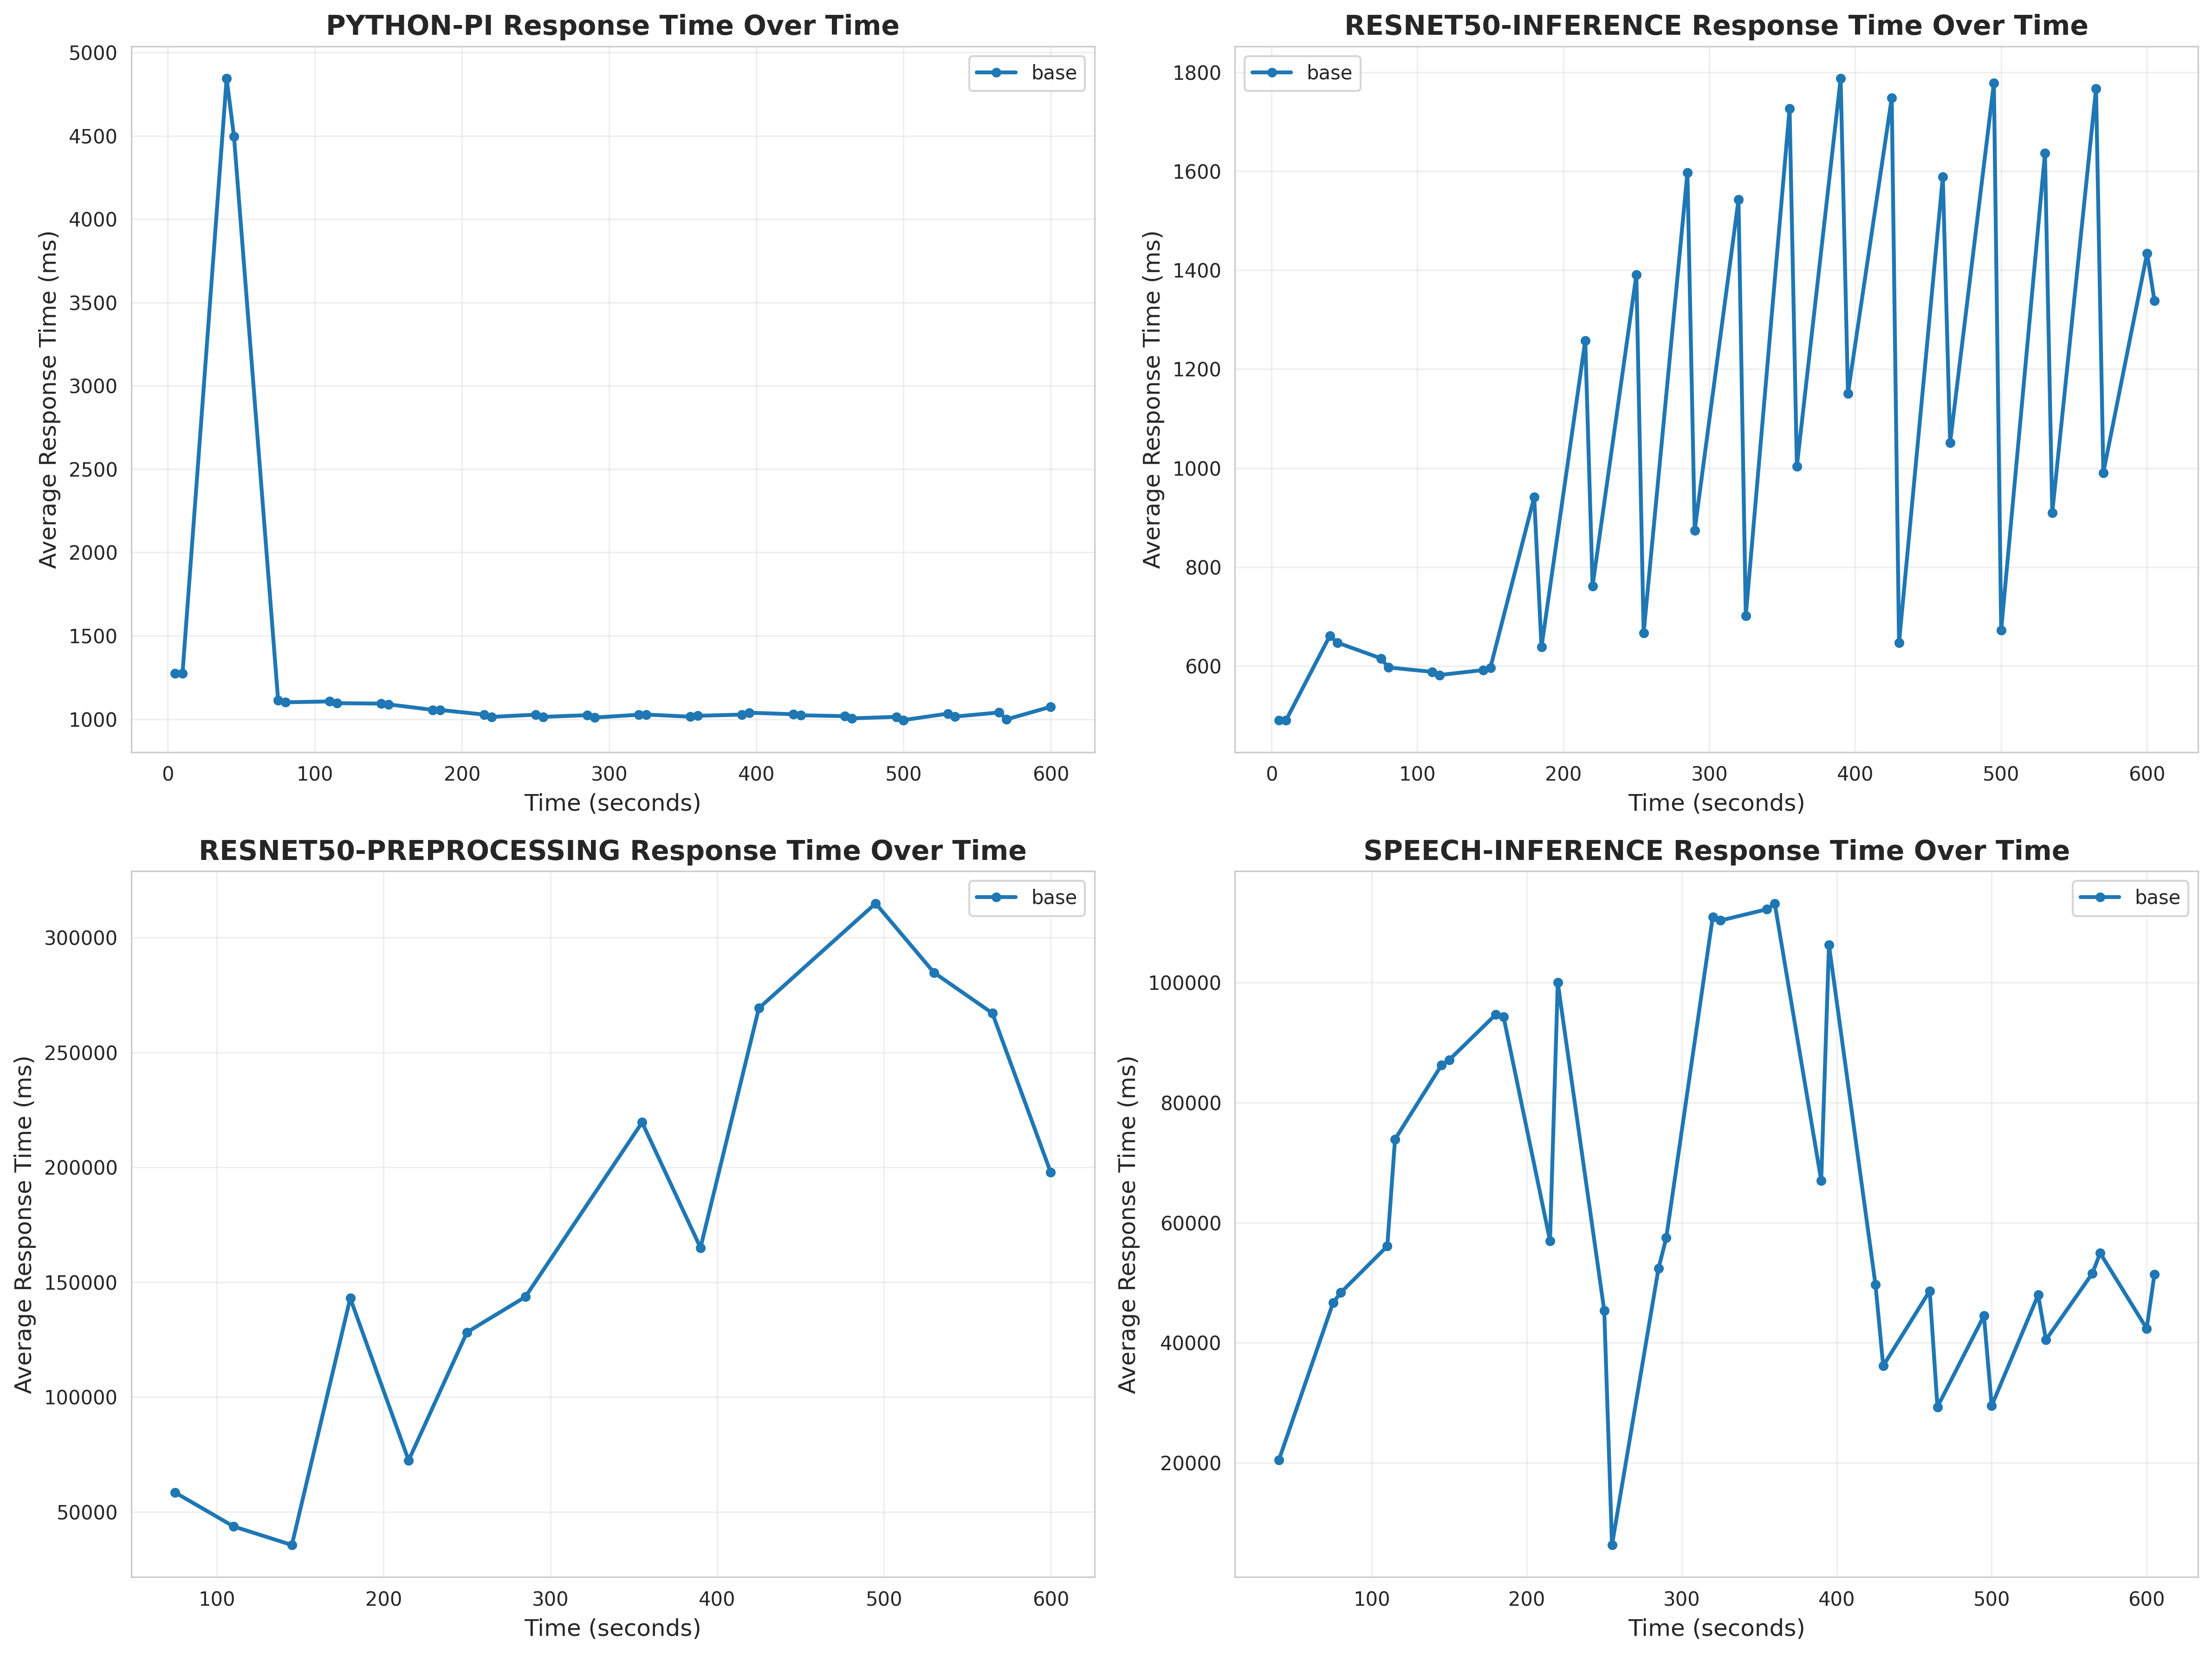 PYTHON-PI Response Time Over Time
base
Average Response Time (ms)
5000
4500
4000
3500
3000
2500
2000
1500
1000
0 100 200 300 400 500 600
Time (seconds)
RESNET50-INFERENCE Response Time Over Time
base
Average Response Time (ms)
1800
1600
1400
1200
1000
800
600
0 100 200 300 400 500 600
Time (seconds)
RESNET50-PREPROCESSING Response Time Over Time
base
Average Response Time (ms)
300000
250000
200000
150000
100000
50000
100 200 300 400 500 600
Time (seconds)
SPEECH-INFERENCE Response Time Over Time
base
Average Response Time (ms)
100000
80000
60000
40000
20000
100 200 300 400 500 600
Time (seconds)